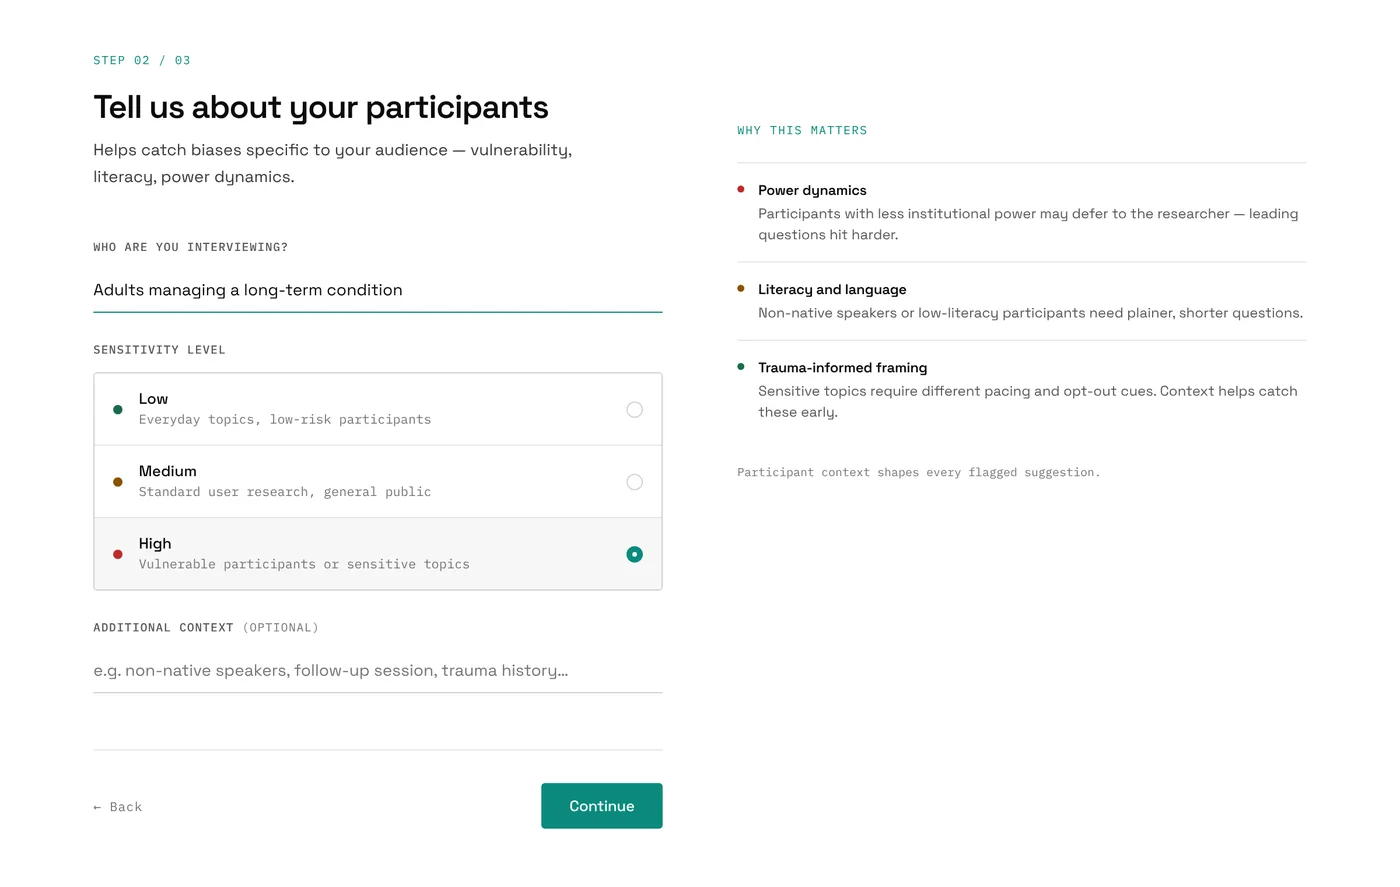 STEP 02 / 03
Tell us about your participants
Helps catch biases specific to your audience — vulnerability,
literacy, power dynamics.
WHO ARE YOU INTERVIEWING?
Adults managing a long-term condition
SENSITIVITY LEVEL
Low
Everyday topics, low-risk participants
Medium
Standard user research, general public
High
Vulnerable participants or sensitive topics
ADDITIONAL CONTEXT (OPTIONAL)
e.g. non-native speakers, follow-up session, trauma history…
← Back
Continue
WHY THIS MATTERS
Power dynamics
Participants with less institutional power may defer to the researcher — leading
questions hit harder.
Literacy and language
Non-native speakers or low-literacy participants need plainer, shorter questions.
Trauma-informed framing
Sensitive topics require different pacing and opt-out cues. Context helps catch
these early.
Participant context shapes every flagged suggestion.